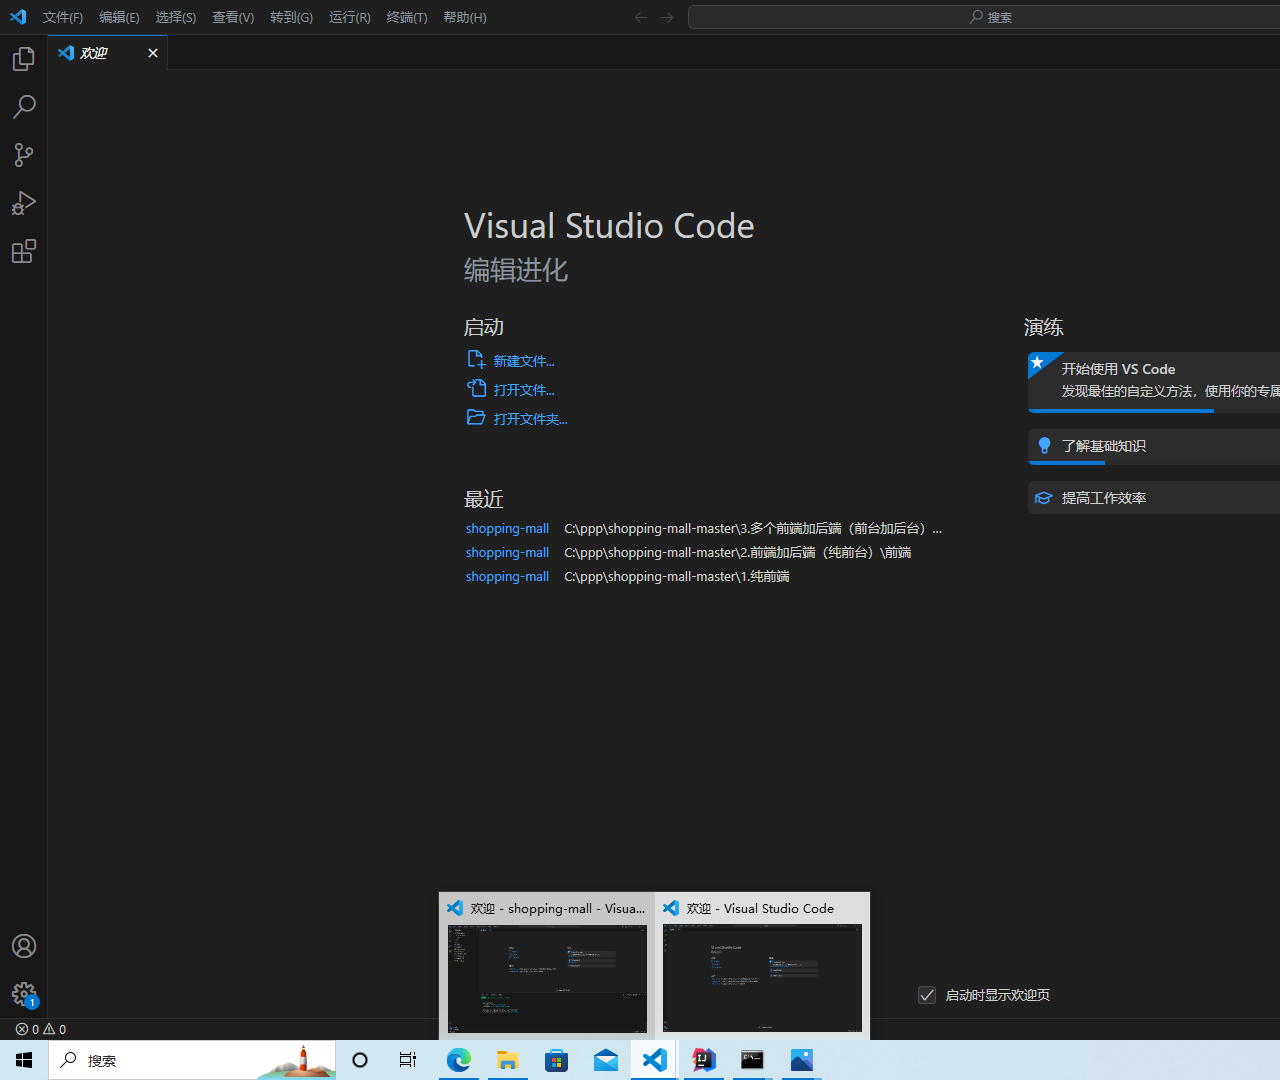 文件(F) 编辑(E) 选择(S) 查看(V) 转到(G) 运行(R) 终端(T) 帮助(H) 搜索
欢迎
Visual Studio Code
编辑进化
启动
新建文件...
打开文件...
打开文件夹...
最近
shopping-mall C:\ppp\shopping-mall-master\3.多个前端加后端（前台加后台）...
shopping-mall C:\ppp\shopping-mall-master\2.前端加后端（纯前台）\前端
shopping-mall C:\ppp\shopping-mall-master\1.纯前端
演练
开始使用 VS Code
发现最佳的自定义方法，使用你的专属
了解基础知识
提高工作效率
欢迎 - shopping-mall - Visua...
欢迎 - Visual Studio Code
启动时显示欢迎页
1
0 0
搜索